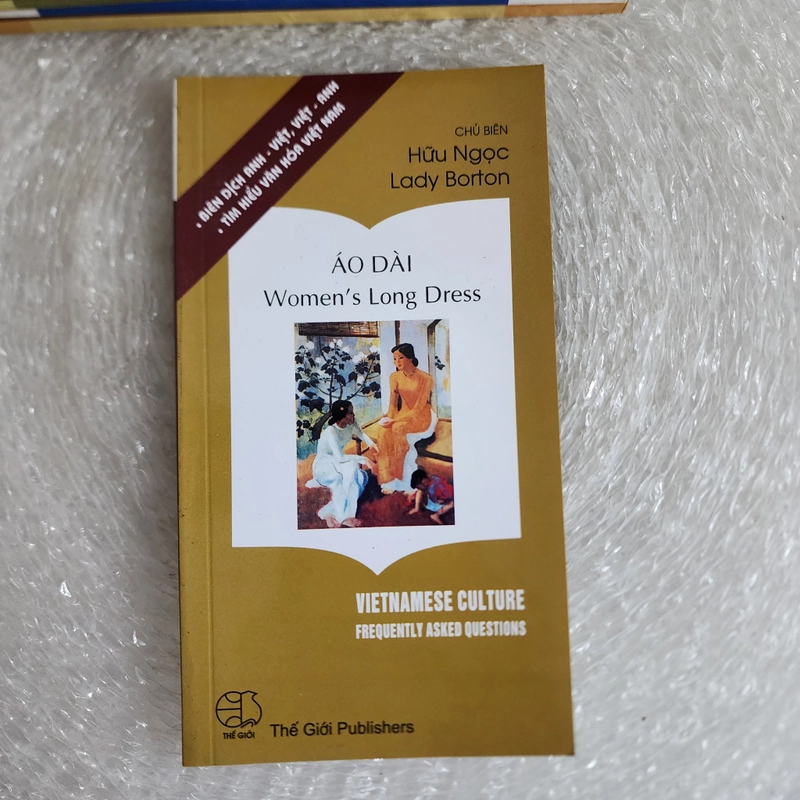 • BIÊN DỊCH ANH - VIỆT, VIỆT - ANH
• TÌM HIỂU VĂN HÓA VIỆT NAM
CHỦ BIÊN
Hữu Ngọc
Lady Borton
ÁO DÀI
Women's Long Dress
VIETNAMESE CULTURE
FREQUENTLY ASKED QUESTIONS
THẾ GIỚI
Thế Giới Publishers